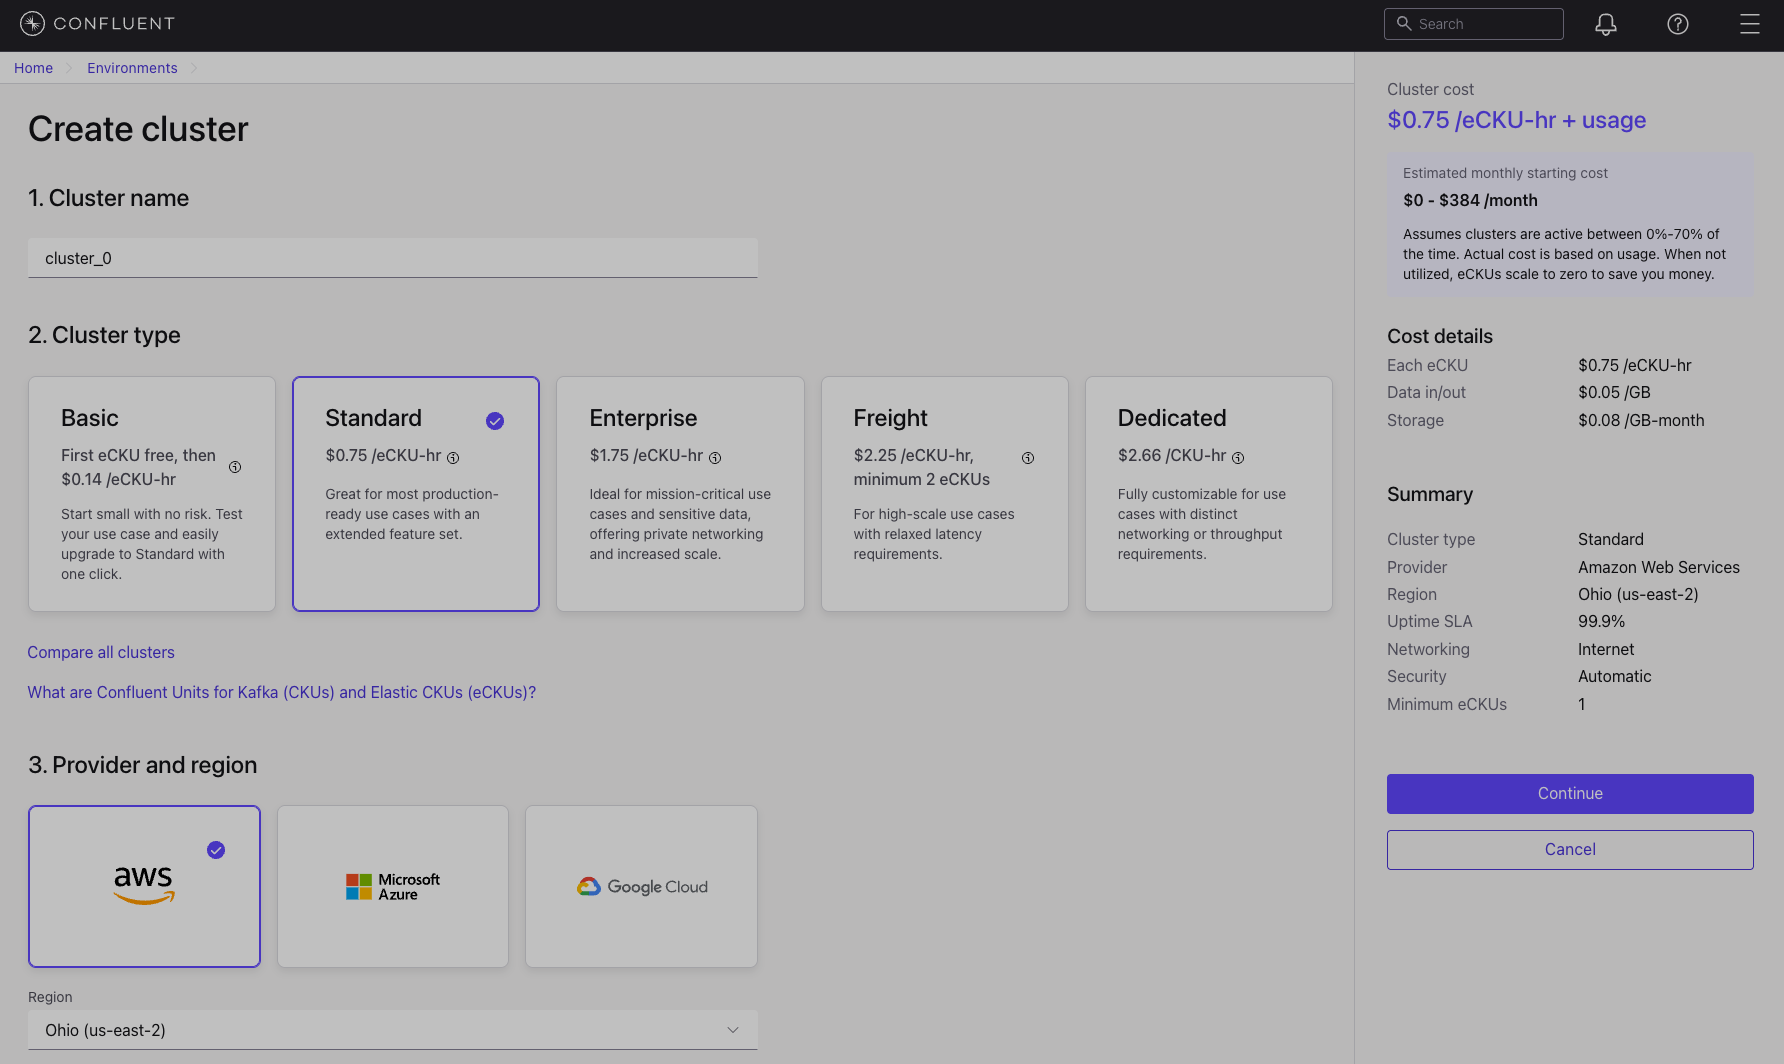 CONFLUENT
Search
Home
Environments
Create cluster
1. Cluster name
cluster_0
2. Cluster type
Basic
First eCKU free, then
$0.14 /eCKU-hr
Start small with no risk. Test
your use case and easily
upgrade to Standard with
one click.
Standard
$0.75 /eCKU-hr
Great for most production-
ready use cases with an
extended feature set.
Enterprise
$1.75 /eCKU-hr
Ideal for mission-critical use
cases and sensitive data,
offering private networking
and increased scale.
Freight
$2.25 /eCKU-hr,
minimum 2 eCKUs
For high-scale use cases
with relaxed latency
requirements.
Dedicated
$2.66 /CKU-hr
Fully customizable for use
cases with distinct
networking or throughput
requirements.
Compare all clusters
What are Confluent Units for Kafka (CKUs) and Elastic CKUs (eCKUs)?
3. Provider and region
aws
Microsoft
Azure
Google Cloud
Region
Ohio (us-east-2)
Cluster cost
$0.75 /eCKU-hr + usage
Estimated monthly starting cost
$0 - $384 /month
Assumes clusters are active between 0%-70% of
the time. Actual cost is based on usage. When not
utilized, eCKUs scale to zero to save you money.
Cost details
Each eCKU $0.75 /eCKU-hr
Data in/out $0.05 /GB
Storage $0.08 /GB-month
Summary
Cluster type Standard
Provider Amazon Web Services
Region Ohio (us-east-2)
Uptime SLA 99.9%
Networking Internet
Security Automatic
Minimum eCKUs 1
Continue
Cancel